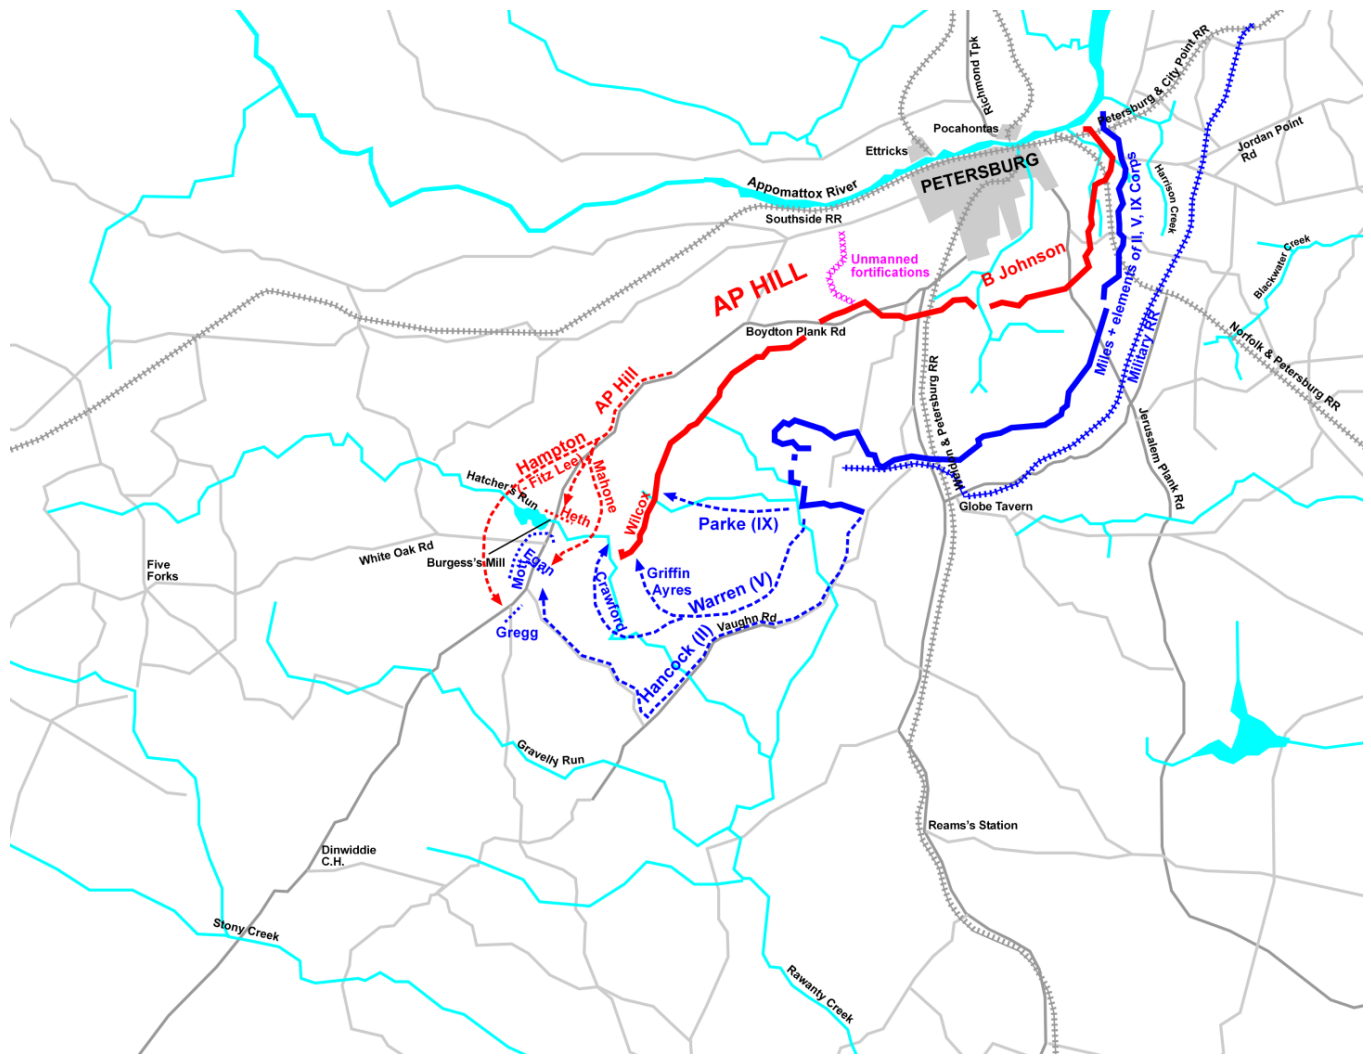 Petersburg & City Point RR
Richmond Tpk
Pocahontas
Ettricks
Jordan Point
Rd
PETERSBURG
Appomattox River
Southside RR
Harrison Creek
Miles + elements of II, V, IX Corps
Military RR
Blackwater Creek
Unmanned
fortifications
B Johnson
AP HILL
Boydton Plank Rd
Norfolk & Petersburg RR
Weldon & Petersburg RR
Jerusalem Plank Rd
AP Hill
Hampton
(Fitz Lee)
Mahone
Hatcher's Run
Heth
Wilcox
Parke (IX)
Globe Tavern
White Oak Rd
Burgess's Mill
Five
Forks
Mott
Egan
Crawford
Griffin
Ayres
Warren (V)
Vaughn Rd
Gregg
Hancock (II)
Gravelly Run
Reams's Station
Dinwiddie
C.H.
Stony Creek
Rawanty Creek